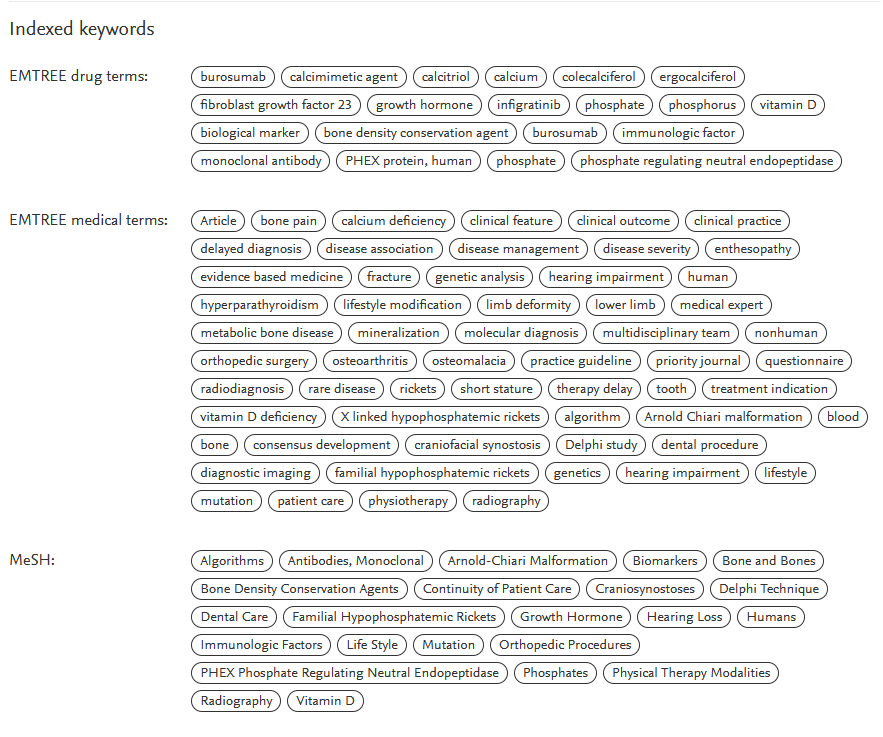 Indexed keywords
EMTREE drug terms: burosumab calcimimetic agent calcitriol calcium colecalciferol ergocalciferol
fibroblast growth factor 23 growth hormone infigratinib phosphate phosphorus vitamin D
biological marker bone density conservation agent burosumab immunologic factor
monoclonal antibody PHEX protein, human phosphate phosphate regulating neutral endopeptidase
EMTREE medical terms: Article bone pain calcium deficiency clinical feature clinical outcome clinical practice
delayed diagnosis disease association disease management disease severity enthesopathy
evidence based medicine fracture genetic analysis hearing impairment human
hyperparathyroidism lifestyle modification limb deformity lower limb medical expert
metabolic bone disease mineralization molecular diagnosis multidisciplinary team nonhuman
orthopedic surgery osteoarthritis osteomalacia practice guideline priority journal questionnaire
radiodiagnosis rare disease rickets short stature therapy delay tooth treatment indication
vitamin D deficiency X linked hypophosphatemic rickets algorithm Arnold Chiari malformation blood
bone consensus development craniofacial synostosis Delphi study dental procedure
diagnostic imaging familial hypophosphatemic rickets genetics hearing impairment lifestyle
mutation patient care physiotherapy radiography
MeSH: Algorithms Antibodies, Monoclonal Arnold-Chiari Malformation Biomarkers Bone and Bones
Bone Density Conservation Agents Continuity of Patient Care Craniosynostoses Delphi Technique
Dental Care Familial Hypophosphatemic Rickets Growth Hormone Hearing Loss Humans
Immunologic Factors Life Style Mutation Orthopedic Procedures
PHEX Phosphate Regulating Neutral Endopeptidase Phosphates Physical Therapy Modalities
Radiography Vitamin D